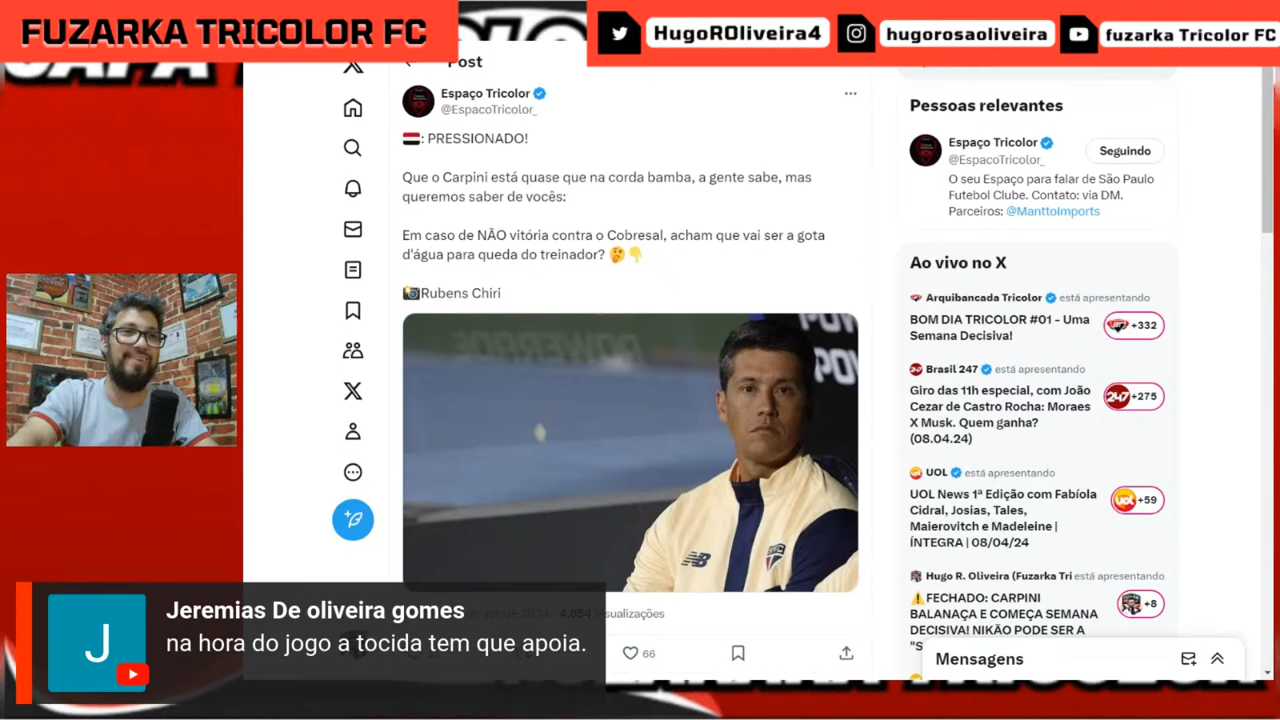 FUZARKA TRICOLOR FC
HugoROliveira4
hugorosaoliveira
fuzarka Tricolor FC
Post
Espaço Tricolor
@EspacoTricolor_
: PRESSIONADO!
Que o Carpini está quase que na corda bamba, a gente sabe, mas
queremos saber de vocês:
Em caso de NÃO vitória contra o Cobresal, acham que vai ser a gota
d'água para queda do treinador? 🤔👇
📸Rubens Chiri
4.654 Visualizações
66
Pessoas relevantes
Espaço Tricolor
@EspacoTricolor_
Seguindo
O seu Espaço para falar de São Paulo
Futebol Clube. Contato: via DM.
Parceiros: @ManttoImports
Ao vivo no X
Arquibancada Tricolor está apresentando
BOM DIA TRICOLOR #01 - Uma
Semana Decisiva!
+332
Brasil 247 está apresentando
Giro das 11h especial, com João
Cezar de Castro Rocha: Moraes
X Musk. Quem ganha?
(08.04.24)
247
+275
UOL está apresentando
UOL News 1ª Edição com Fabíola
Cidral, Josias, Tales,
Maierovitch e Madeleine |
ÍNTEGRA | 08/04/24
UOL
+59
Hugo R. Oliveira (Fuzarka Tri está apresentando
⚠️FECHADO: CARPINI
BALANAÇA E COMEÇA SEMANA
DECISIVA! NIKÃO PODE SER A
"S
+8
Mensagens
J
Jeremias De oliveira gomes
na hora do jogo a tocida tem que apoia.